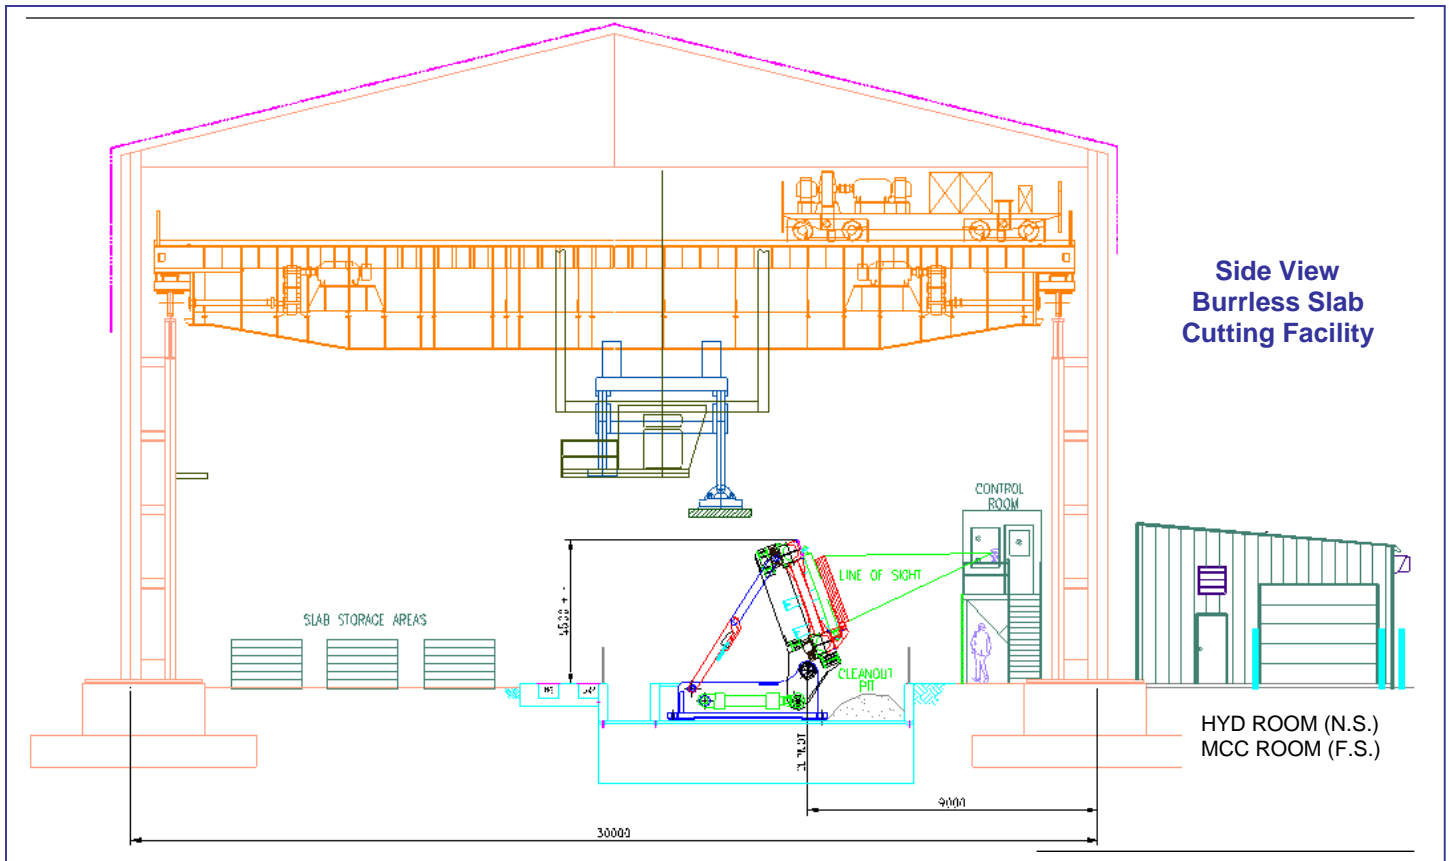 Side View
Burrless Slab
Cutting Facility
CONTROL
ROOM
LINE OF SIGHT
SLAB STORAGE AREAS
CLEANOUT
PIT
HYD ROOM (N.S.)
MCC ROOM (F.S.)
9000
30000